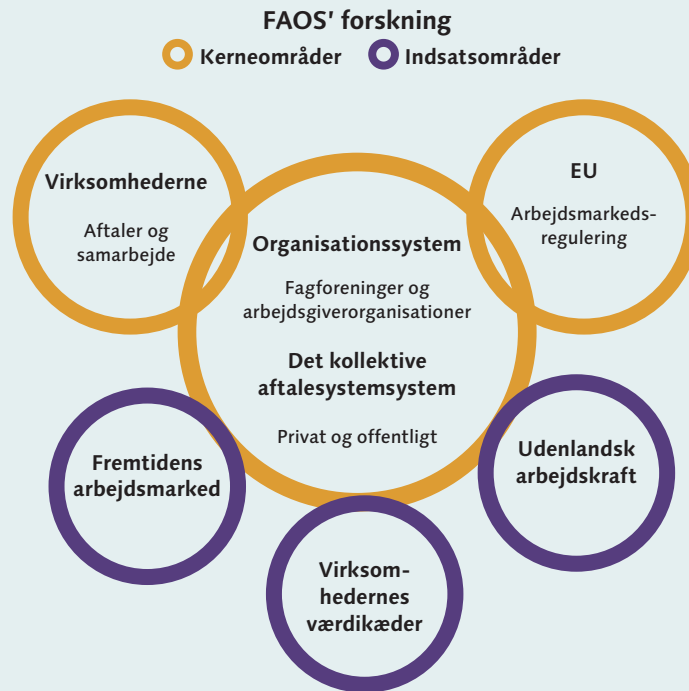 FAOS' forskning
Kerneområder Indsatsområder
Virksomhederne
Aftaler og
samarbejde
EU
Arbejdsmarkeds-
regulering
Organisationssystem
Fagforeninger og
arbejdsgiverorganisationer
Det kollektive
aftalesystemsystem
Privat og offentligt
Fremtidens
arbejdsmarked
Udenlandsk
arbejdskraft
Virksom-
hedernes
værdikæder